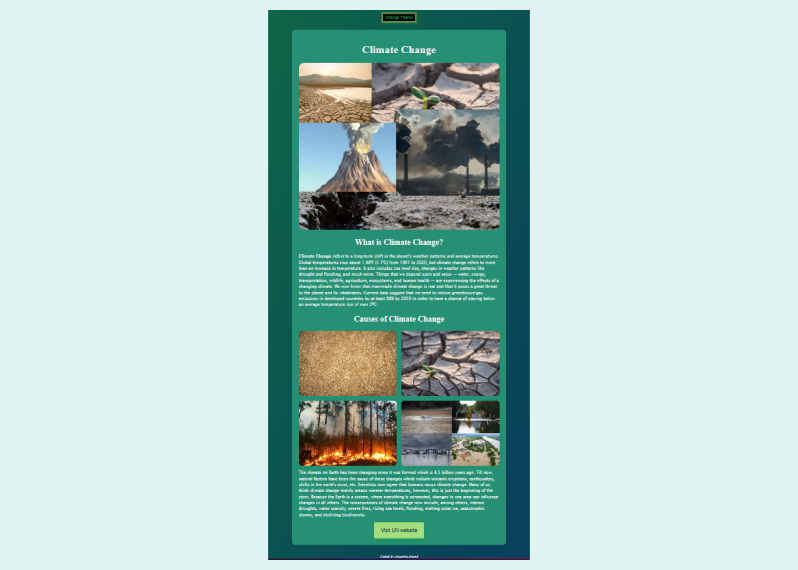 Change Theme
Climate Change
What is Climate Change?
Climate Change refers to a long-term shift in the planet's weather patterns and average temperatures.
Global temperatures rose about 1.98°F (1.1°C) from 1901 to 2020, but climate change refers to more
than an increase in temperature. It also includes sea level rise, changes in weather patterns like
drought and flooding, and much more. Things that we depend upon and value — water, energy,
transportation, wildlife, agriculture, ecosystems, and human health — are experiencing the effects of a
changing climate. We now know that man-made climate change is real and that it poses a great threat
to the planet and its inhabitants. Current data suggest that we need to reduce greenhouse-gas
emissions in developed countries by at least 80% by 2050 in order to have a chance of staying below
an average temperature rise of over 2°C.
Causes of Climate Change
The climate on Earth has been changing since it was formed which is 4.5 billion years ago. Till now,
natural factors have been the cause of these changes which include volcanic eruptions, earthquakes,
shifts in the earth's crust, etc. Scientists now agree that humans cause climate change. Many of us
think climate change mainly means warmer temperatures, however, this is just the beginning of the
story. Because the Earth is a system, where everything is connected, changes in one area can influence
changes in all others. The consequences of climate change now include, among others, intense
droughts, water scarcity, severe fires, rising sea levels, flooding, melting polar ice, catastrophic
storms, and declining biodiversity.
Visit UN website
Coded by